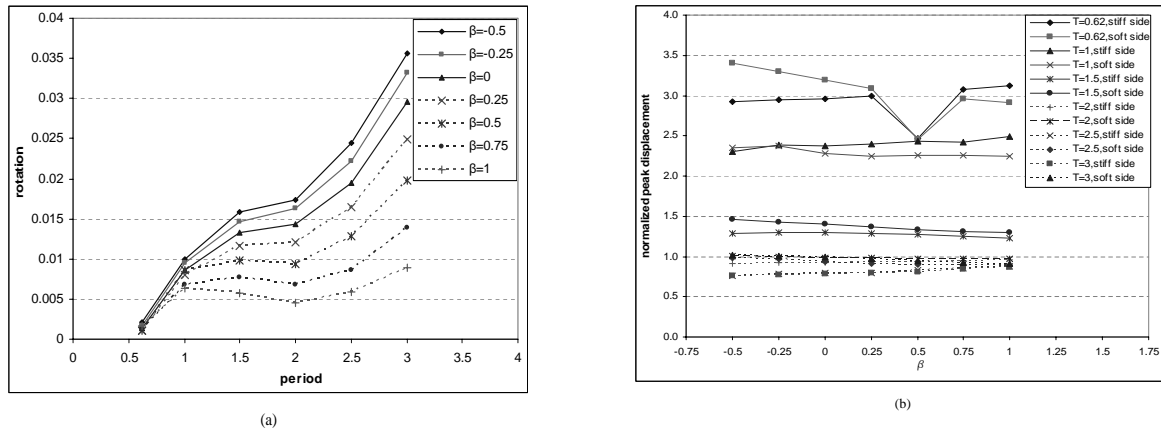 0.04
0.035
0.03
0.025
0.02
0.015
0.01
0.005
0
rotation
0 0.5 1 1.5 2 2.5 3 3.5 4
period
β=-0.5
β=-0.25
β=0
β=0.25
β=0.5
β=0.75
β=1
(a)
4.0
3.5
3.0
2.5
2.0
1.5
1.0
0.5
0.0
normalized peak displacement
-0.75 -0.5 -0.25 0 0.25 0.5 0.75 1 1.25 1.5 1.75
β
T=0.62,stiff side
T=0.62,soft side
T=1,stiff side
T=1,soft side
T=1.5,stiff side
T=1.5,soft side
T=2,stiff side
T=2,soft side
T=2.5,stiff side
T=2.5,soft side
T=3,stiff side
T=3,soft side
(b)